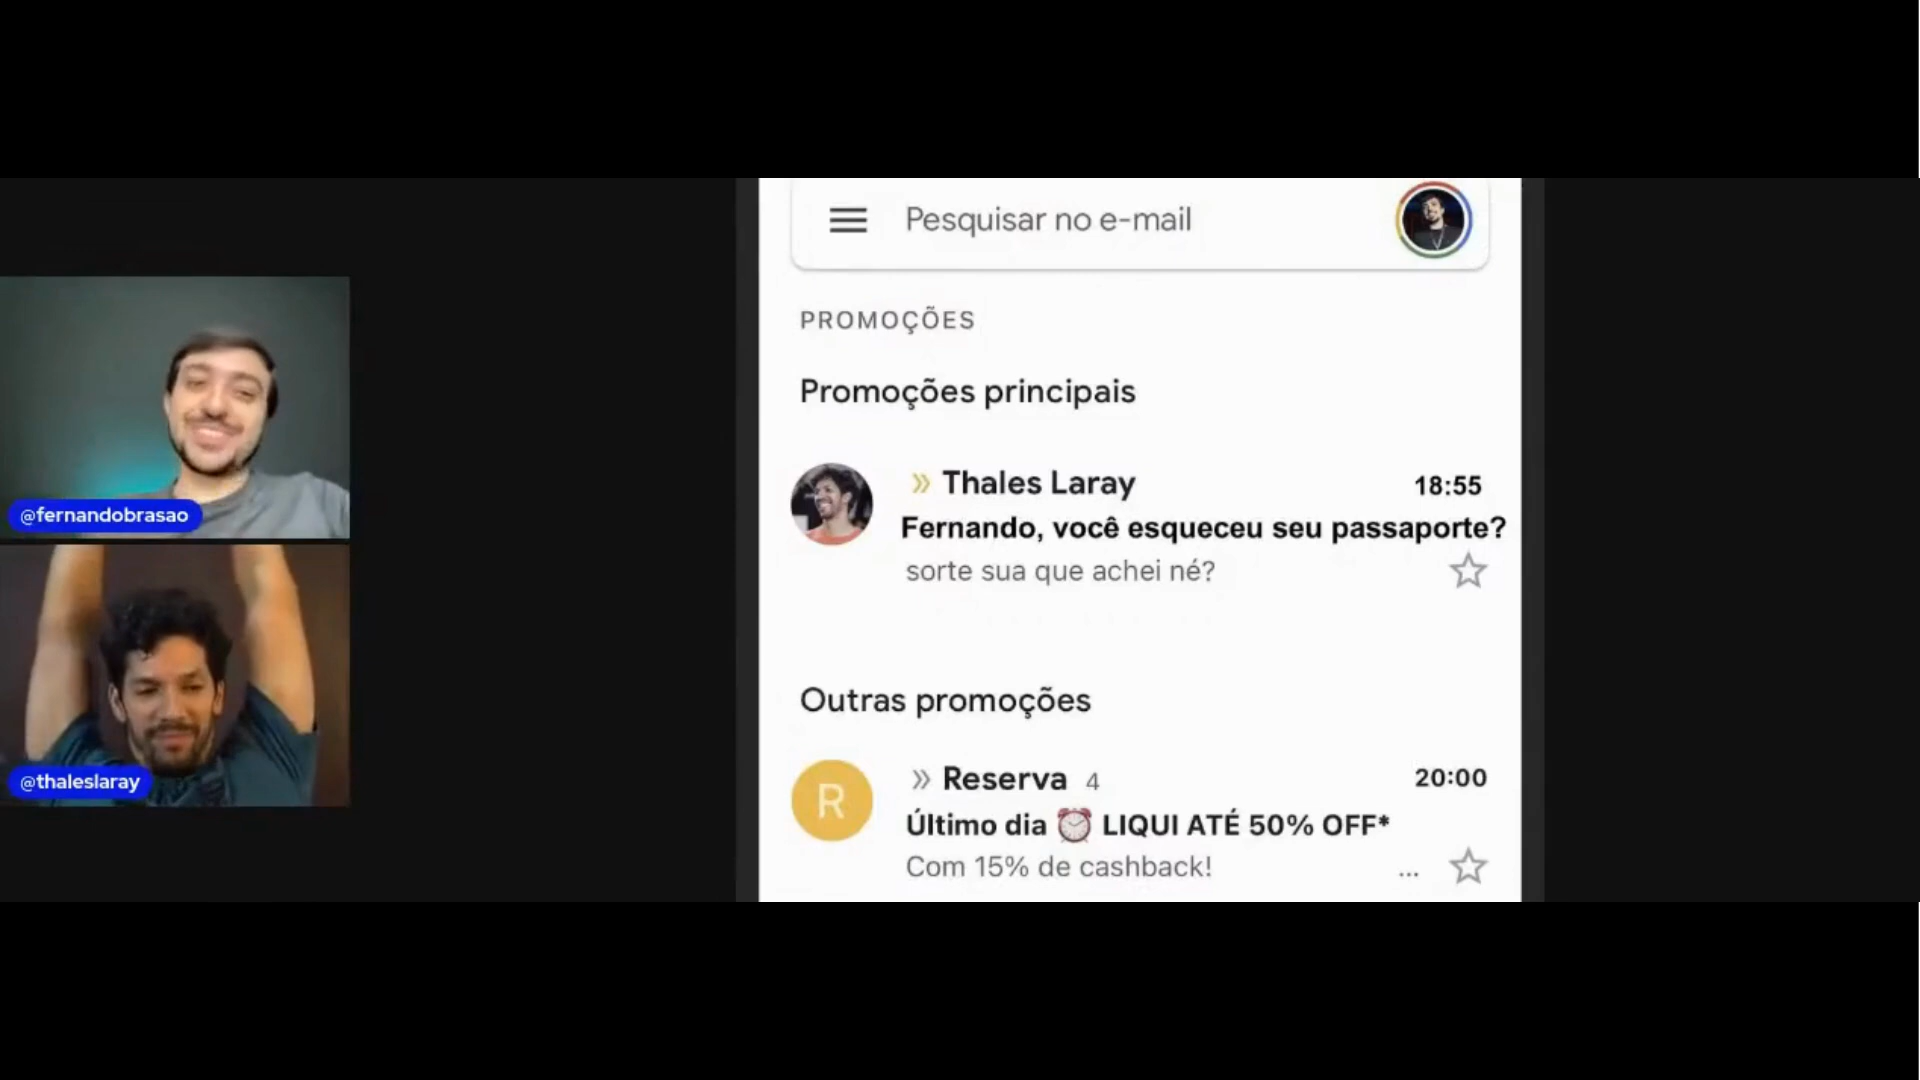 @fernandobrasao
@thaleslaray
Pesquisar no e-mail
PROMOÇÕES
Promoções principais
» Thales Laray 18:55
Fernando, você esqueceu seu passaporte?
sorte sua que achei né?
Outras promoções
R
» Reserva 4 20:00
Último dia ⏰ LIQUI ATÉ 50% OFF*
Com 15% de cashback! ...